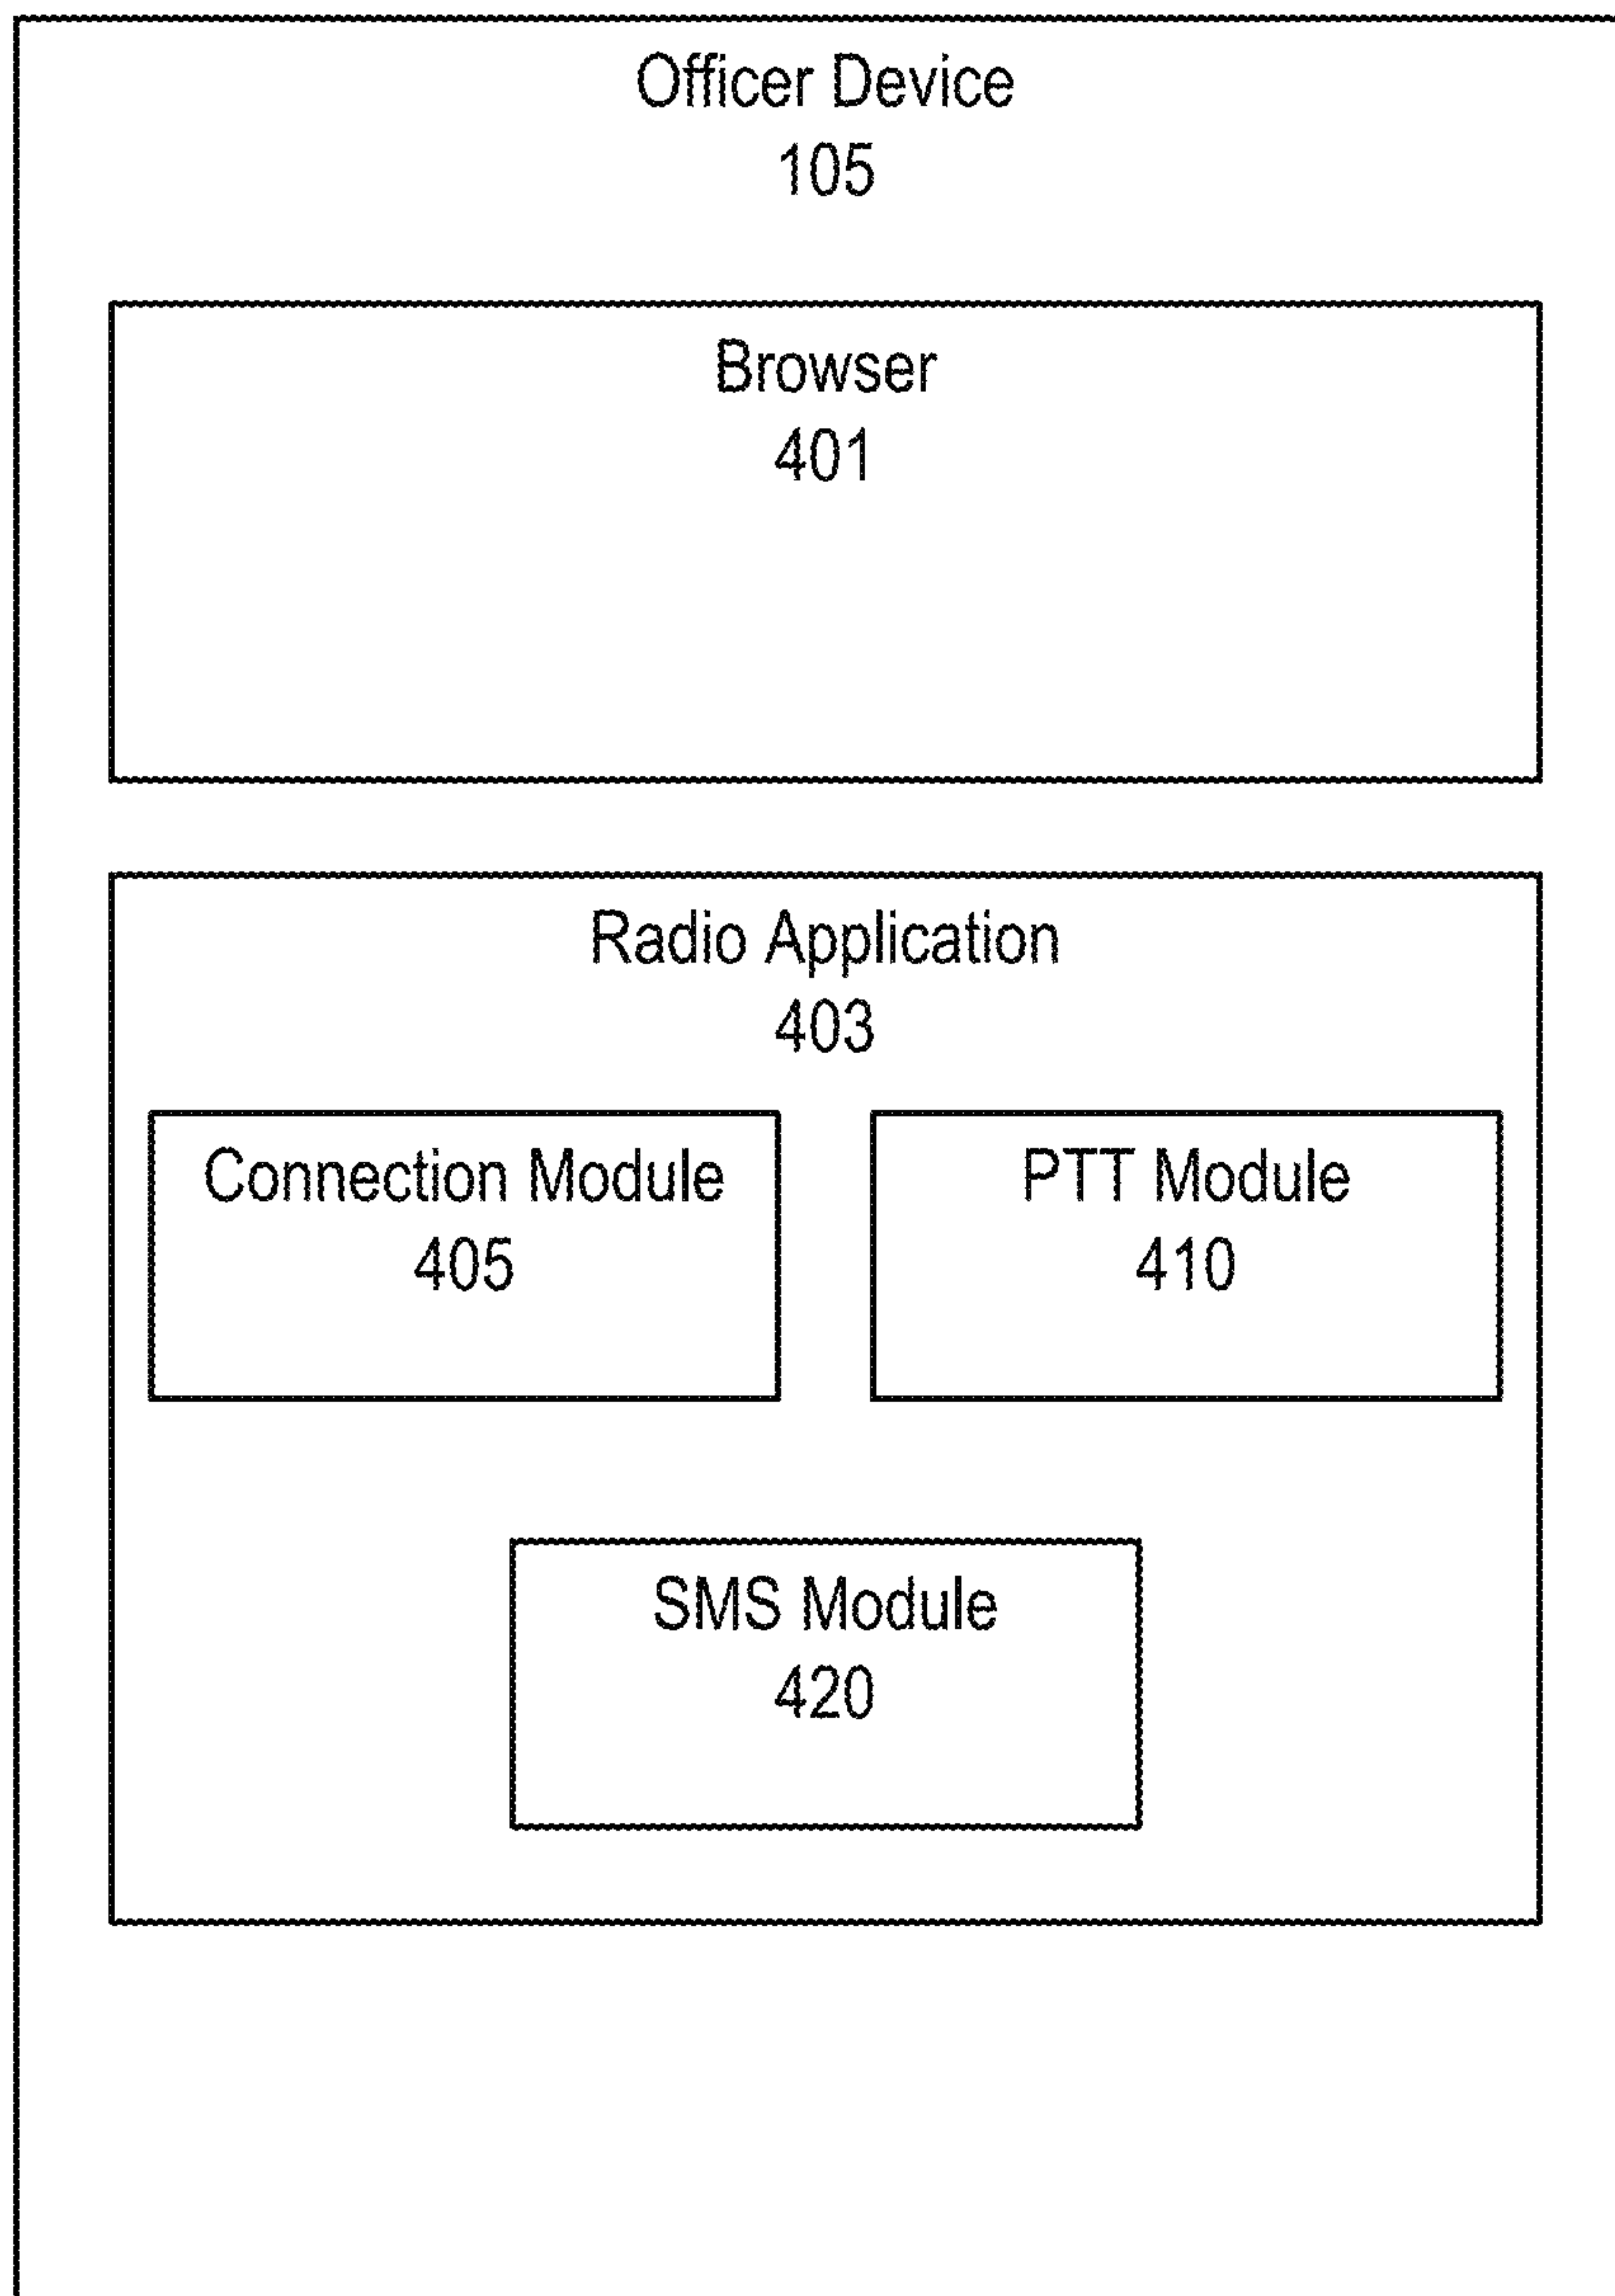 Officer Device
105
Browser
401
Radio Application
403
Connection Module
405
PTT Module
410
SMS Module
420